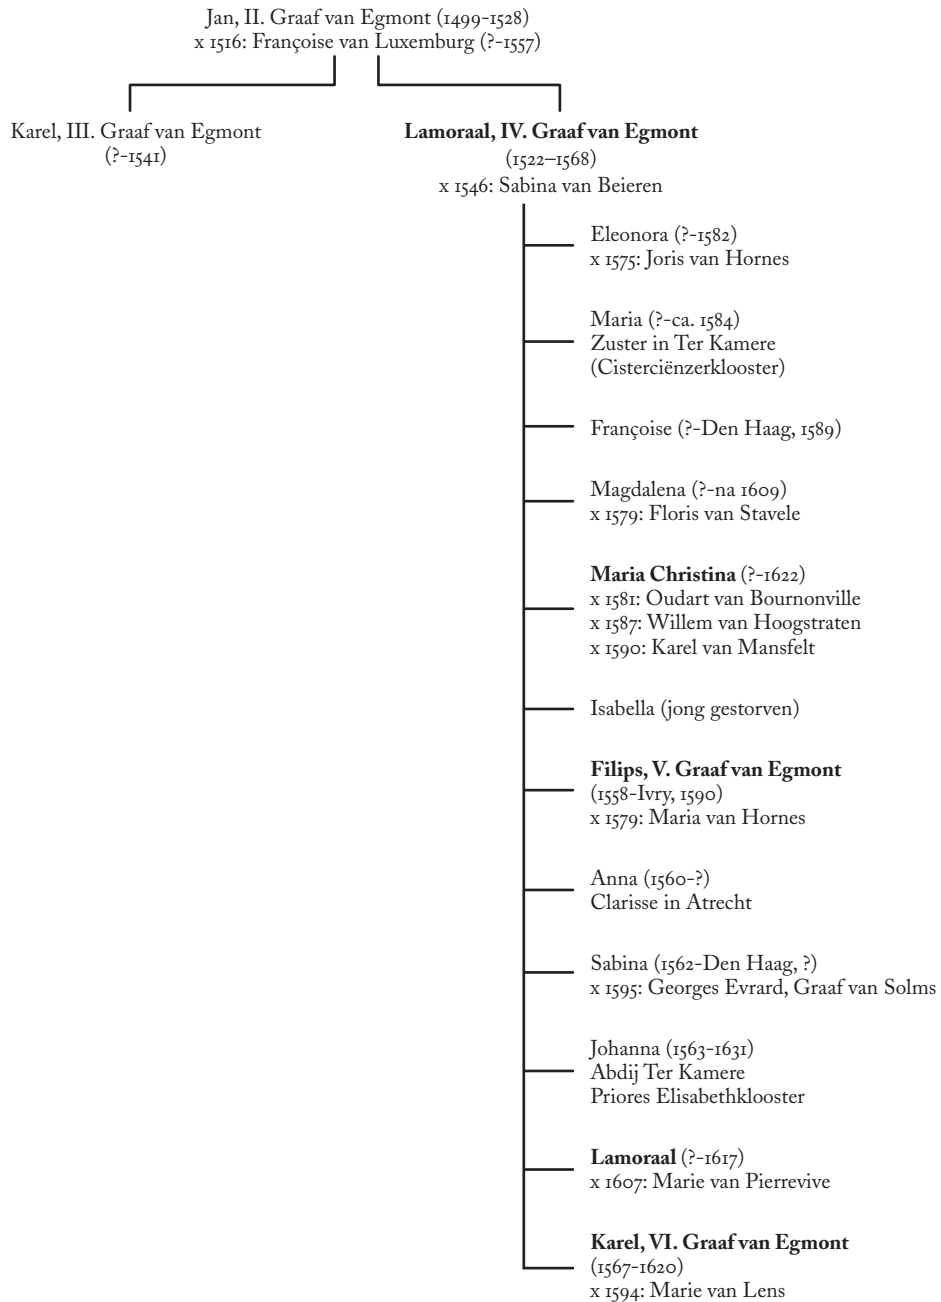 Jan, II. Graaf van Egmont (1499-1528)
x 1516: Françoise van Luxemburg (?-1557)
Karel, III. Graaf van Egmont
(?-1541)
Lamoraal, IV. Graaf van Egmont
(1522–1568)
x 1546: Sabina van Beieren
Eleonora (?-1582)
x 1575: Joris van Hornes
Maria (?-ca. 1584)
Zuster in Ter Kamere
(Cisterciënzerklooster)
Françoise (?-Den Haag, 1589)
Magdalena (?-na 1609)
x 1579: Floris van Stavele
Maria Christina (?-1622)
x 1581: Oudart van Bournonville
x 1587: Willem van Hoogstraten
x 1590: Karel van Mansfelt
Isabella (jong gestorven)
Filips, V. Graaf van Egmont
(1558-Ivry, 1590)
x 1579: Maria van Hornes
Anna (1560-?)
Clarisse in Atrecht
Sabina (1562-Den Haag, ?)
x 1595: Georges Evrard, Graaf van Solms
Johanna (1563-1631)
Abdij Ter Kamere
Priores Elisabethklooster
Lamoraal (?-1617)
x 1607: Marie van Pierrevive
Karel, VI. Graaf van Egmont
(1567-1620)
x 1594: Marie van Lens